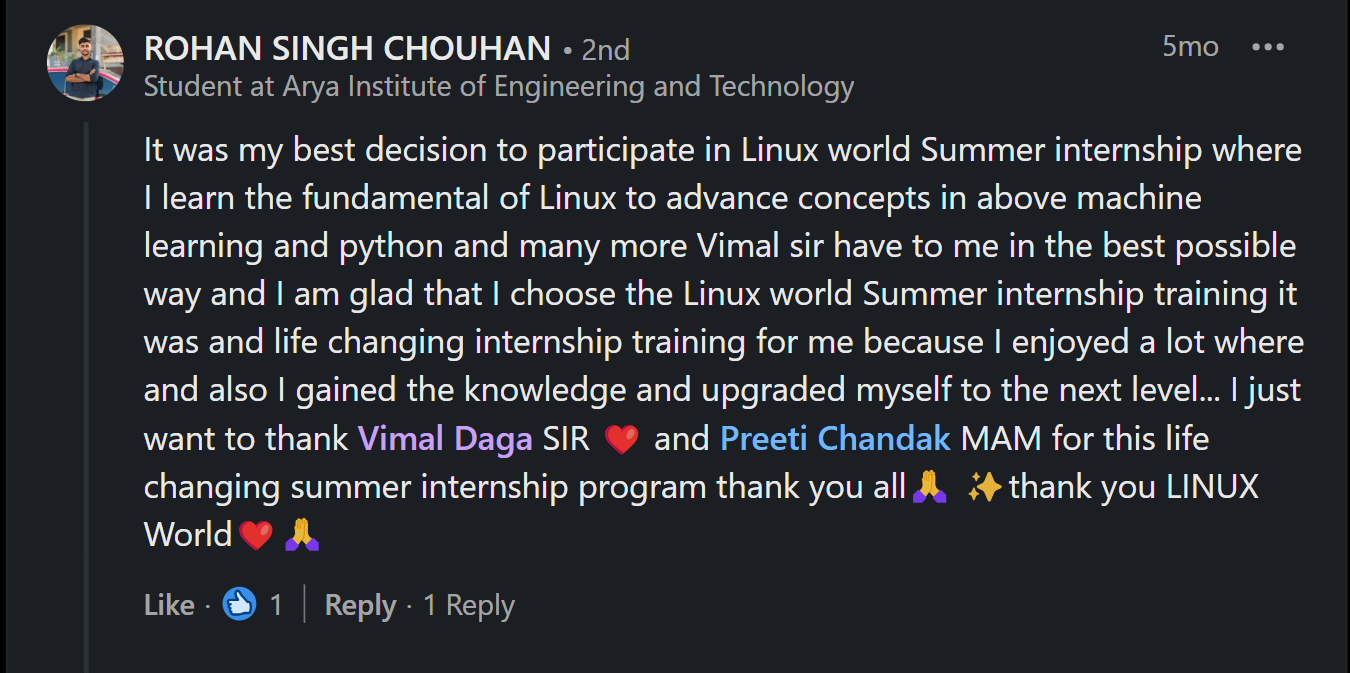 ROHAN SINGH CHOUHAN • 2nd
5mo •••
Student at Arya Institute of Engineering and Technology
It was my best decision to participate in Linux world Summer internship where
I learn the fundamental of Linux to advance concepts in above machine
learning and python and many more Vimal sir have to me in the best possible
way and I am glad that I choose the Linux world Summer internship training it
was and life changing internship training for me because I enjoyed a lot where
and also I gained the knowledge and upgraded myself to the next level... I just
want to thank Vimal Daga SIR ❤️ and Preeti Chandak MAM for this life
changing summer internship program thank you all🙏 ✨thank you LINUX
World❤️🙏
Like · 👍 1 | Reply · 1 Reply